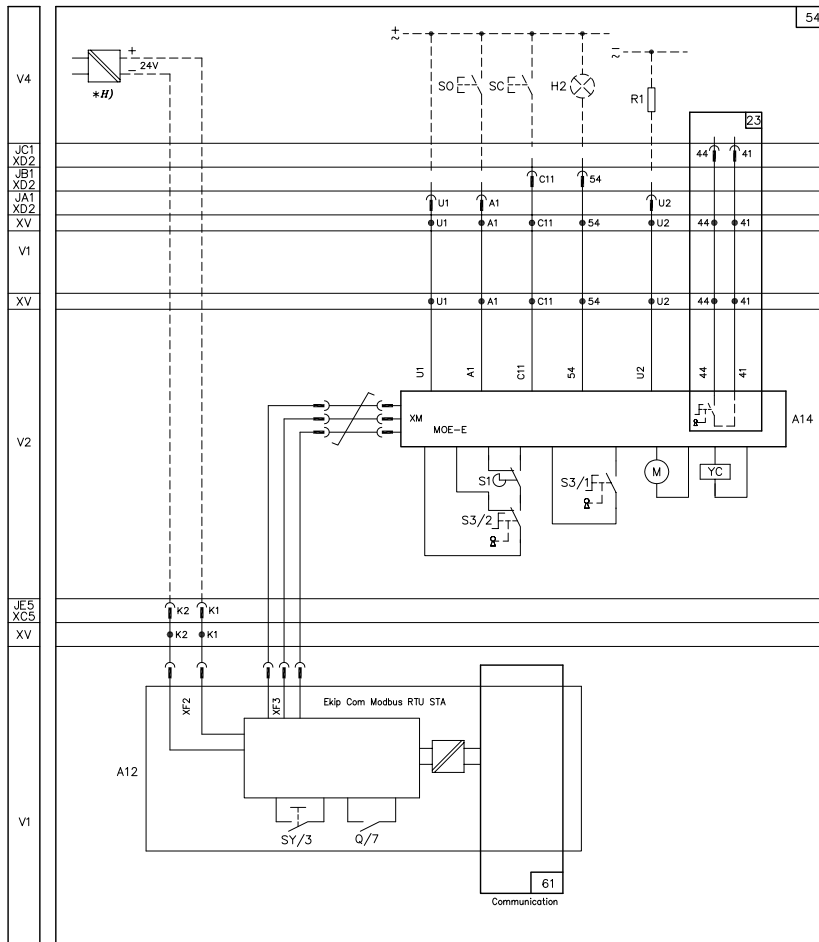 54
V4
+
~
+
24V
−
*H)
SO
SC
H2
−
~
R1
23
JC1
XD2
44
41
JB1
XD2
C11
54
JA1
XD2
U1
A1
U2
XV
U1
A1
C11
54
U2
44
41
V1
XV
U1
A1
C11
54
U2
44
41
U1
A1
C11
54
U2
44
41
V2
XM
MOE-E
A14
S1
S3/1
M
YC
S3/2
JE5
XC5
K2
K1
XV
K2
K1
XF2
XF3
Ekip Com Modbus RTU STA
A12
V1
SY/3
Q/7
61
Communication